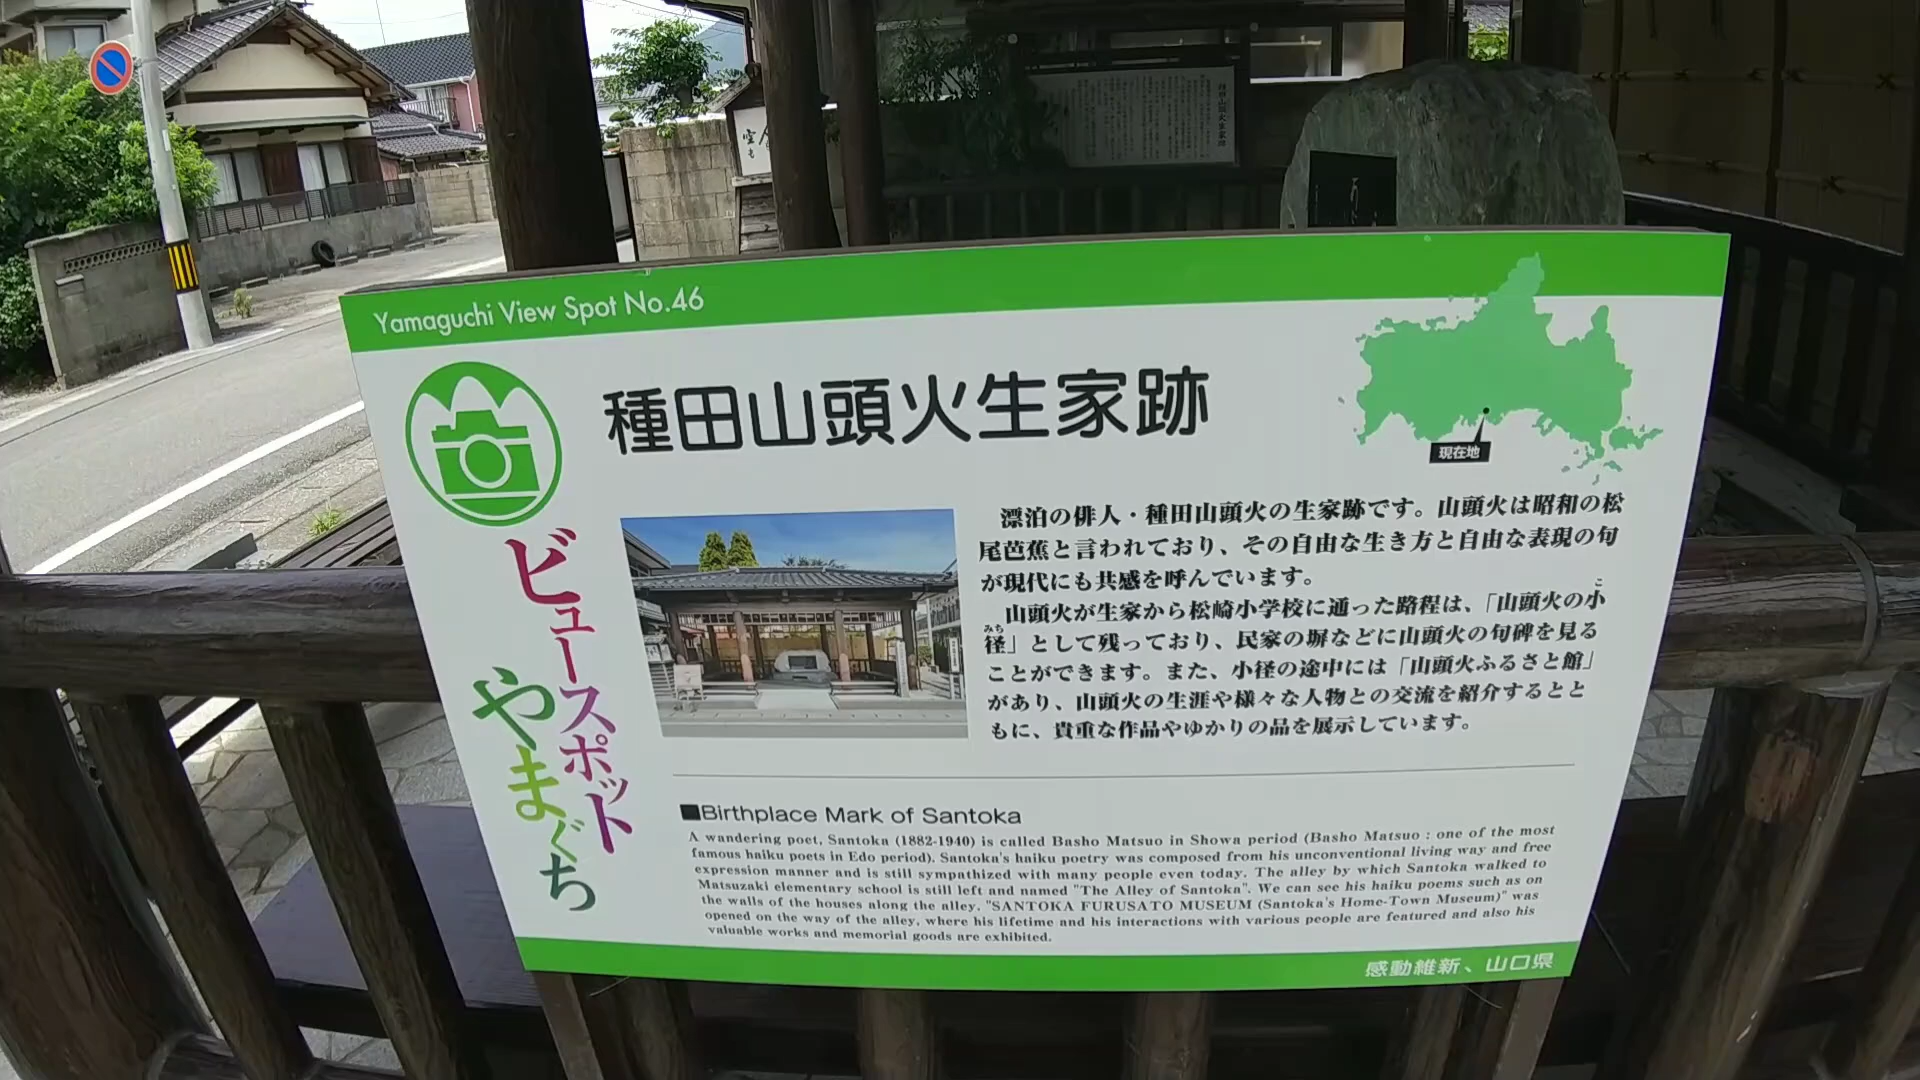 Yamaguchi View Spot No.46
種田山頭火生家跡
現在地
ビュースポット
やまぐち
漂泊の俳人・種田山頭火の生家跡です。山頭火は昭和の松
尾芭蕉と言われており、その自由な生き方と自由な表現の句
が現代にも共感を呼んでいます。
山頭火が生家から松崎小学校に通った路程は、「山頭火の小
こ
径」として残っており、民家の塀などに山頭火の句碑を見る
みち
ことができます。また、小径の途中には「山頭火ふるさと館」
があり、山頭火の生涯や様々な人物との交流を紹介するとと
もに、貴重な作品やゆかりの品を展示しています。
■Birthplace Mark of Santoka
A wandering poet, Santoka (1882-1940) is called Basho Matsuo in Showa period (Basho Matsuo : one of the most
famous haiku poets in Edo period). Santoka's haiku poetry was composed from his unconventional living way and free
expression manner and is still sympathized with many people even today. The alley by which Santoka walked to
Matsuzaki elementary school is still left and named "The Alley of Santoka". We can see his haiku poems such as on
the walls of the houses along the alley. "SANTOKA FURUSATO MUSEUM (Santoka's Home-Town Museum)" was
opened on the way of the alley, where his lifetime and his interactions with various people are featured and also his
valuable works and memorial goods are exhibited.
感動維新、山口県
種田山頭火生家跡